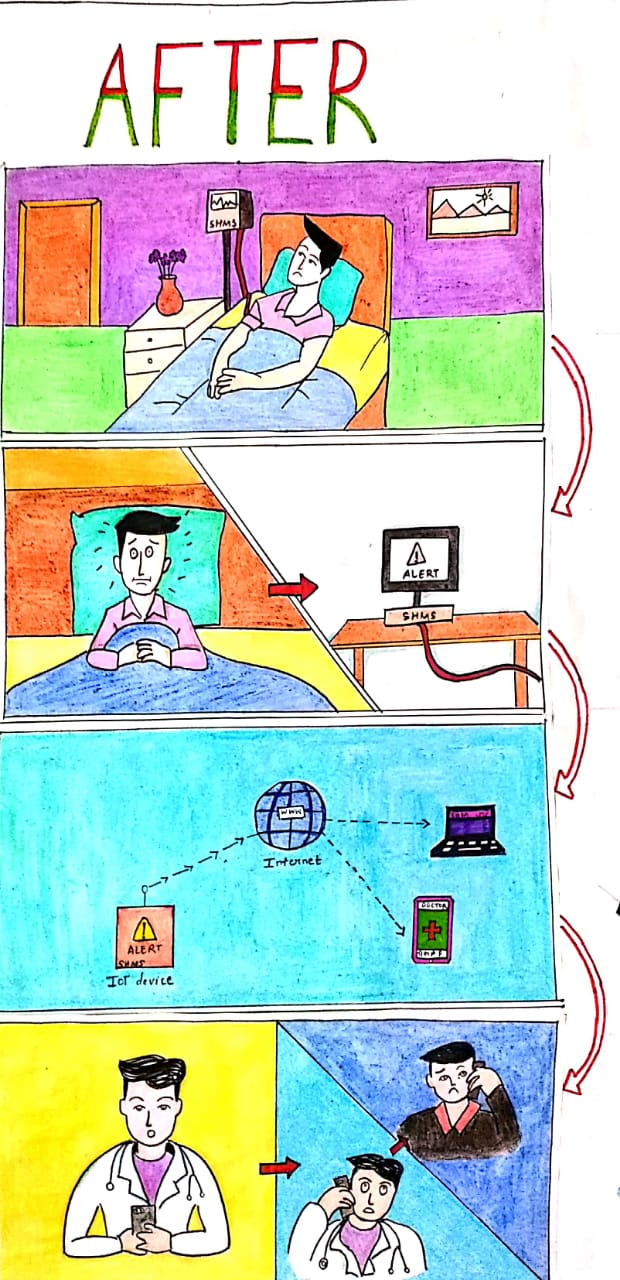 AFTER
SHMS
ALERT
SHMS
WWW
Internet
DOCTOR
ALERT
SHMS
IoT device